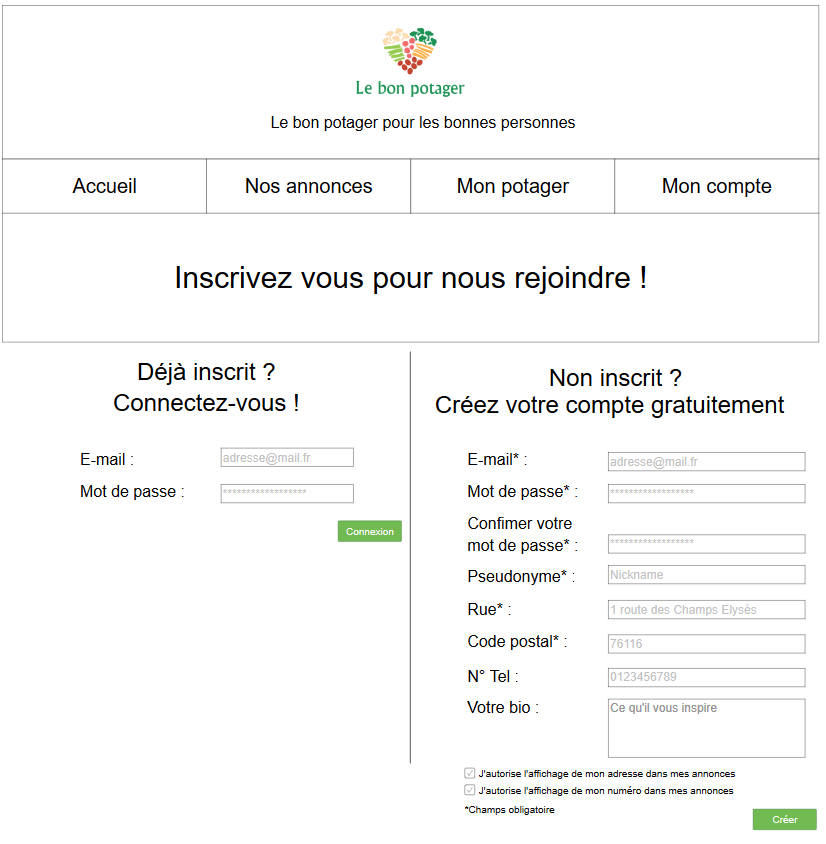 Le bon potager
Le bon potager pour les bonnes personnes
Accueil
Nos annonces
Mon potager
Mon compte
Inscrivez vous pour nous rejoindre !
Déjà inscrit ?
Connectez-vous !
E-mail :
adresse@mail.fr
Mot de passe :
******************
Connexion
Non inscrit ?
Créez votre compte gratuitement
E-mail* :
adresse@mail.fr
Mot de passe* :
******************
Confimer votre
mot de passe* :
******************
Pseudonyme* :
Nickname
Rue* :
1 route des Champs Elysès
Code postal* :
76116
N° Tel :
0123456789
Votre bio :
Ce qu'il vous inspire
J'autorise l'affichage de mon adresse dans mes annonces
J'autorise l'affichage de mon numéro dans mes annonces
*Champs obligatoire
Créer